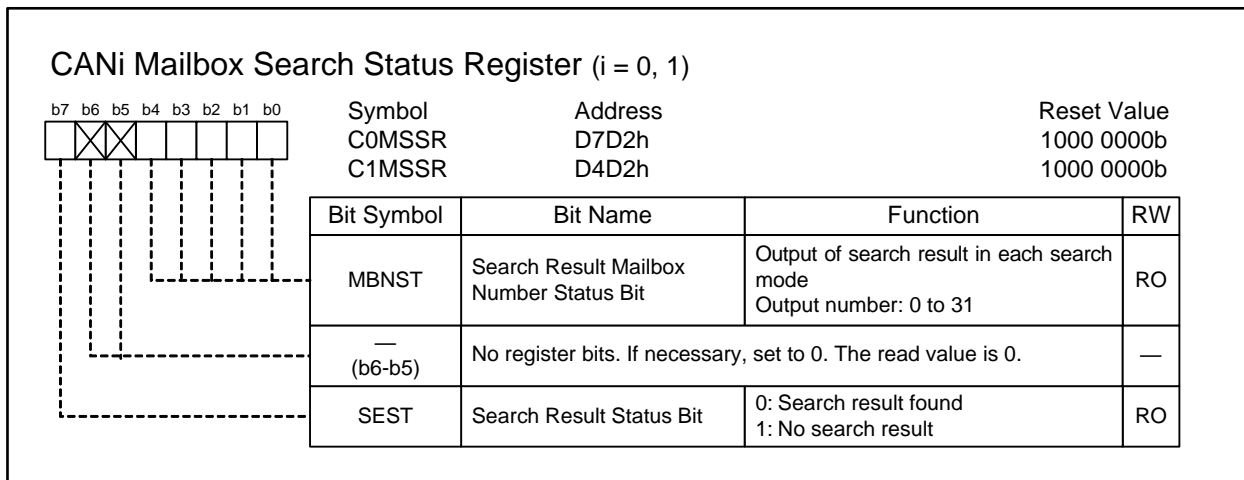 CANi Mailbox Search Status Register (i = 0, 1)
b7 b6 b5 b4 b3 b2 b1 b0
Symbol Address Reset Value
C0MSSR D7D2h 1000 0000b
C1MSSR D4D2h 1000 0000b
Bit Symbol Bit Name Function RW
MBNST
Search Result Mailbox
Number Status Bit
Output of search result in each search
mode
Output number: 0 to 31
RO
—
(b6-b5)
No register bits. If necessary, set to 0. The read value is 0.
—
SEST
Search Result Status Bit
0: Search result found
1: No search result
RO